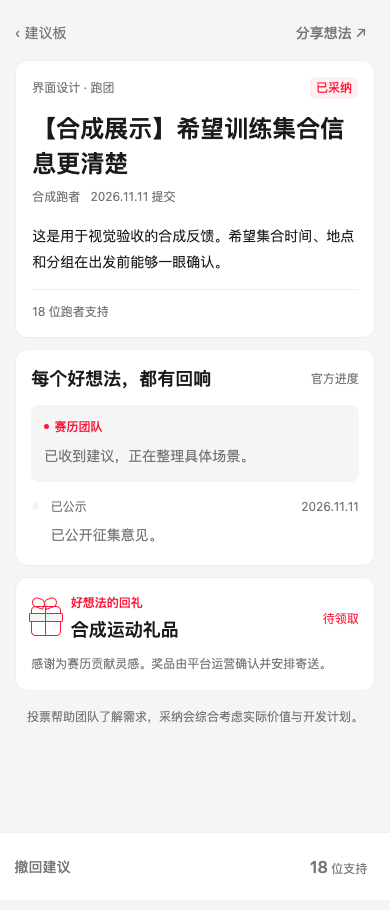 ‹ 建议板
分享想法 ↗
界面设计 · 跑团
已采纳
【合成展示】希望训练集合信
息更清楚
合成跑者 2026.11.11 提交
这是用于视觉验收的合成反馈。希望集合时间、地点
和分组在出发前能够一眼确认。
18 位跑者支持
每个好想法，都有回响
官方进度
赛历团队
已收到建议，正在整理具体场景。
已公示
2026.11.11
已公开征集意见。
好想法的回礼
合成运动礼品
待领取
感谢为赛历贡献灵感。奖品由平台运营确认并安排寄送。
投票帮助团队了解需求，采纳会综合考虑实际价值与开发计划。
撤回建议
18 位支持